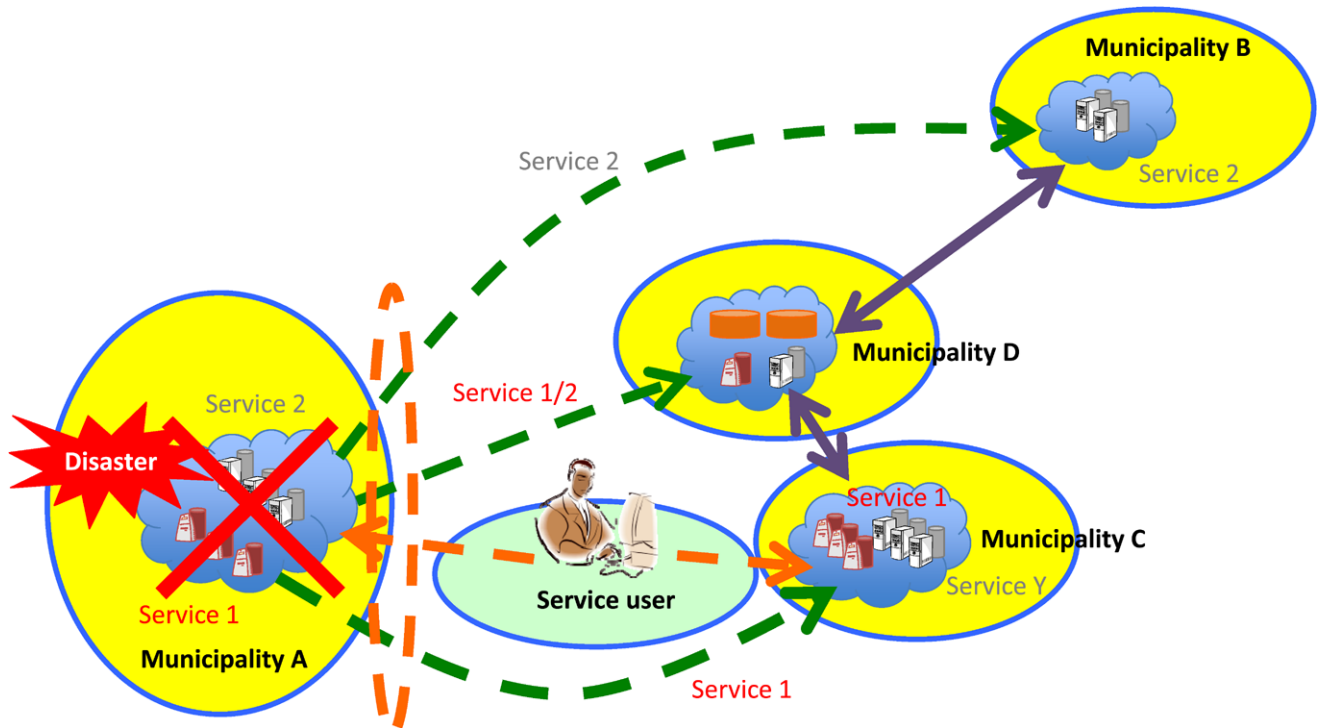 Municipality B
Service 2
Service 2
Municipality D
Service 1/2
Service 2
Disaster
Service 1
Municipality C
Service Y
Service user
Service 1
Municipality A
Service 1